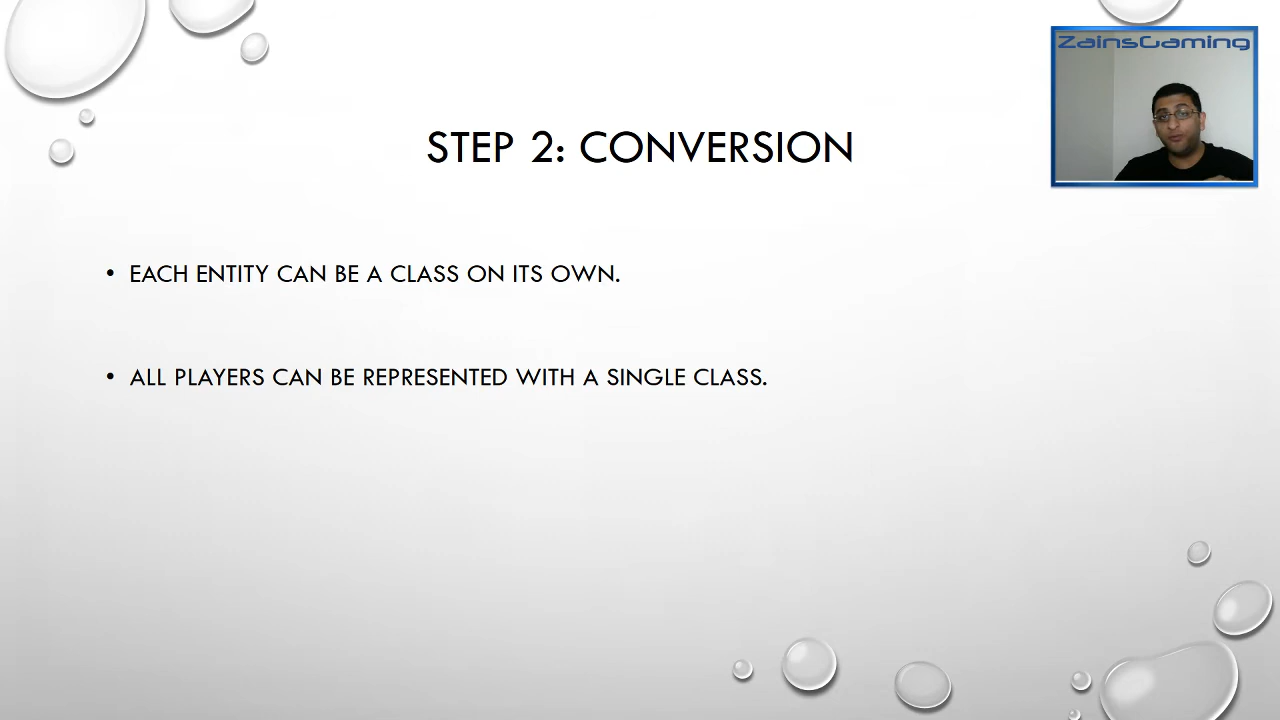 ZainsGaming
STEP 2: CONVERSION
• EACH ENTITY CAN BE A CLASS ON ITS OWN.
• ALL PLAYERS CAN BE REPRESENTED WITH A SINGLE CLASS.